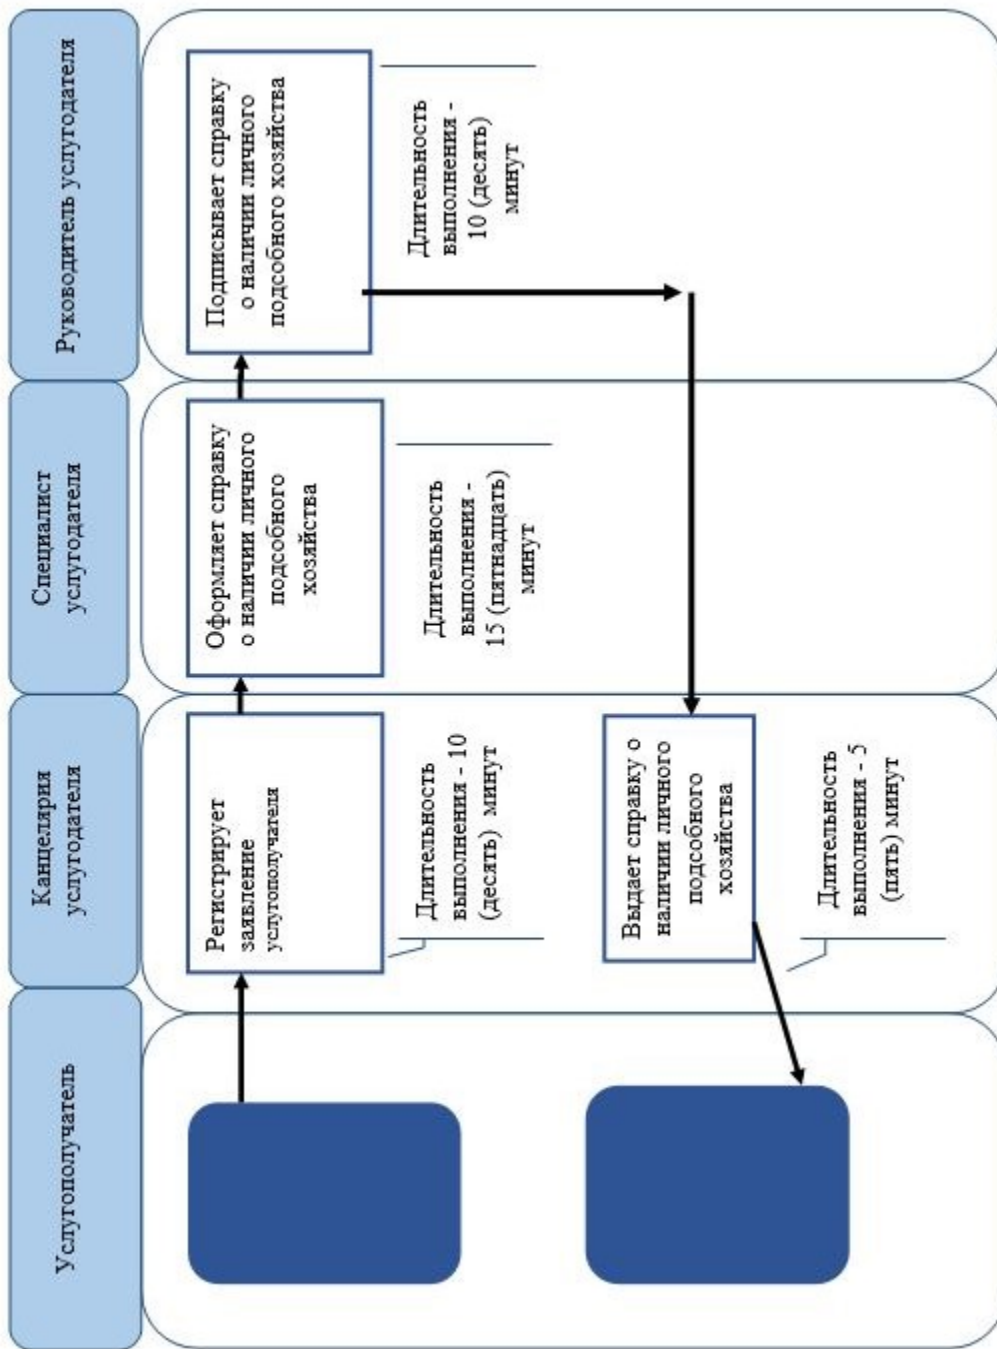 Услугополучатель
Канцелярия
услугодателя
Специалист
услугодателя
Руководитель услугодателя
Регистрирует
заявление
услугополучателя
Длительность
выполнения - 10
(десять) минут
Оформляет справку
о наличии личного
подсобного
хозяйства
Длительность
выполнения -
15 (пятнадцать)
минут
Подписывает справку
о наличии личного
подсобного хозяйства
Длительность
выполнения -
10 (десять)
минут
Выдает справку о
наличии личного
подсобного
хозяйства
Длительность
выполнения - 5
(пять) минут